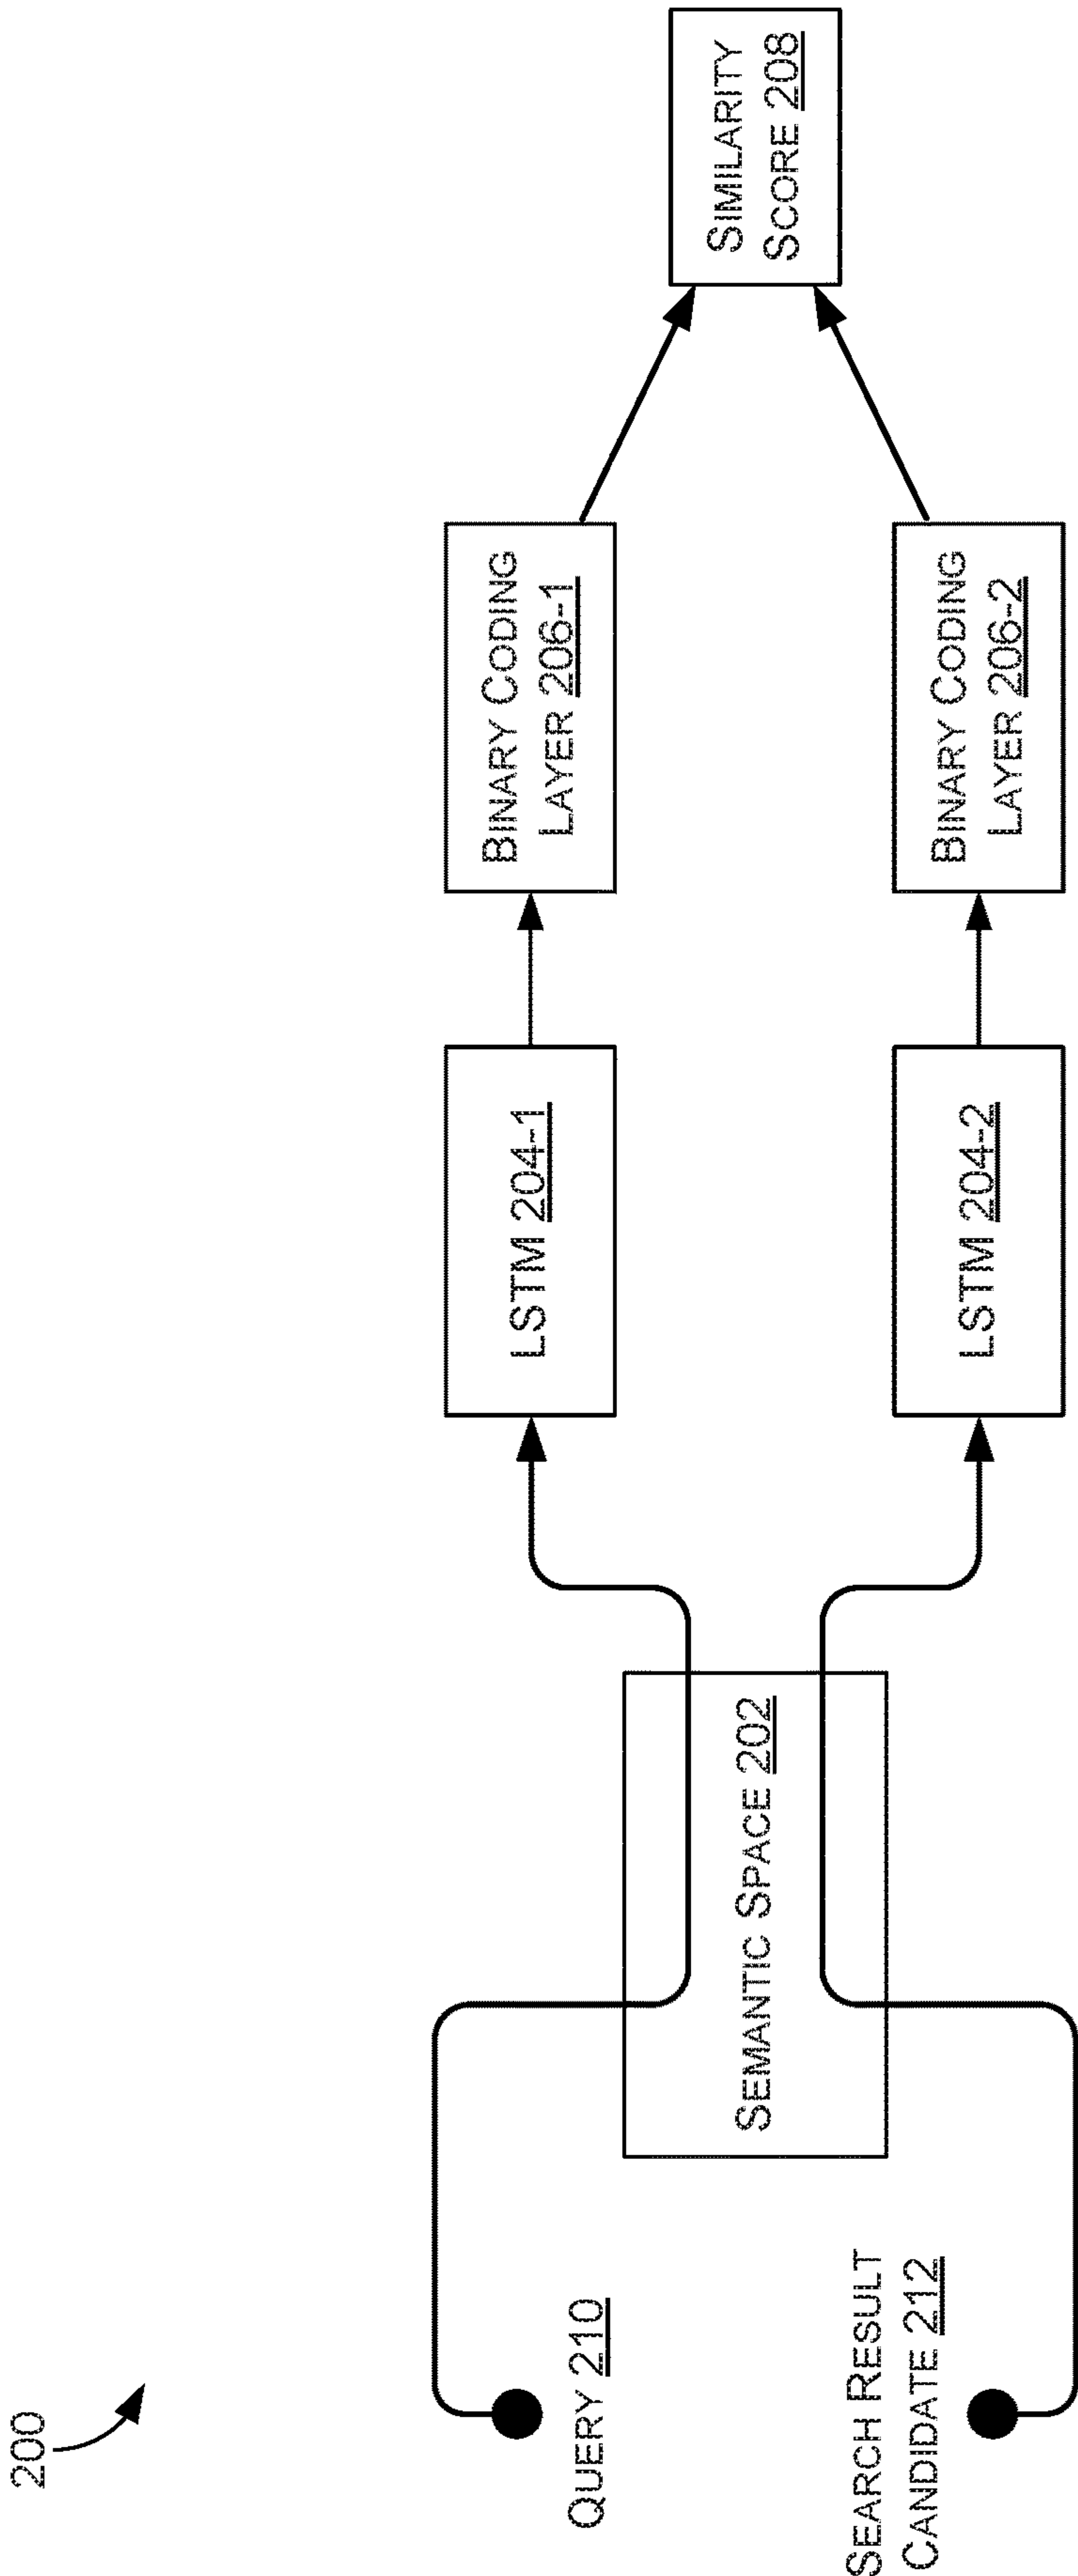 200
QUERY 210
SEARCH RESULT
CANDIDATE 212
SEMANTIC SPACE 202
LSTM 204-1
LSTM 204-2
BINARY CODING
LAYER 206-1
BINARY CODING
LAYER 206-2
SIMILARITY
SCORE 208